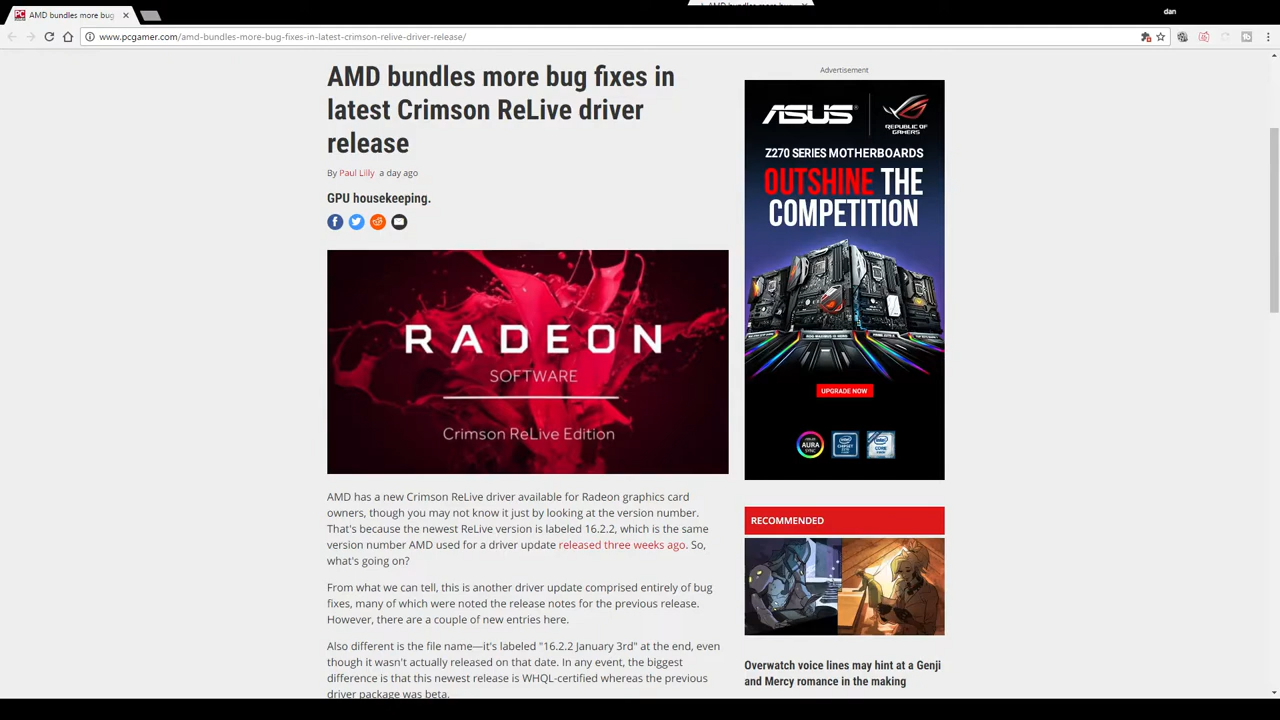 AMD bundles more bug
dan
www.pcgamer.com/amd-bundles-more-bug-fixes-in-latest-crimson-relive-driver-release/
AMD bundles more bug fixes in
latest Crimson ReLive driver
release
By Paul Lilly a day ago
GPU housekeeping.
RADEON
SOFTWARE
Crimson ReLive Edition
AMD has a new Crimson ReLive driver available for Radeon graphics card
owners, though you may not know it just by looking at the version number.
That's because the newest ReLive version is labeled 16.2.2, which is the same
version number AMD used for a driver update released three weeks ago. So,
what's going on?
From what we can tell, this is another driver update comprised entirely of bug
fixes, many of which were noted the release notes for the previous release.
However, there are a couple of new entries here.
Also different is the file name—it's labeled "16.2.2 January 3rd" at the end, even
though it wasn't actually released on that date. In any event, the biggest
difference is that this newest release is WHQL-certified whereas the previous
driver package was beta.
Advertisement
ASUS
REPUBLIC OF
GAMERS
Z270 SERIES MOTHERBOARDS
OUTSHINE THE
COMPETITION
UPGRADE NOW
AURA
SYNC
CHIPSET
CORE
RECOMMENDED
Overwatch voice lines may hint at a Genji
and Mercy romance in the making